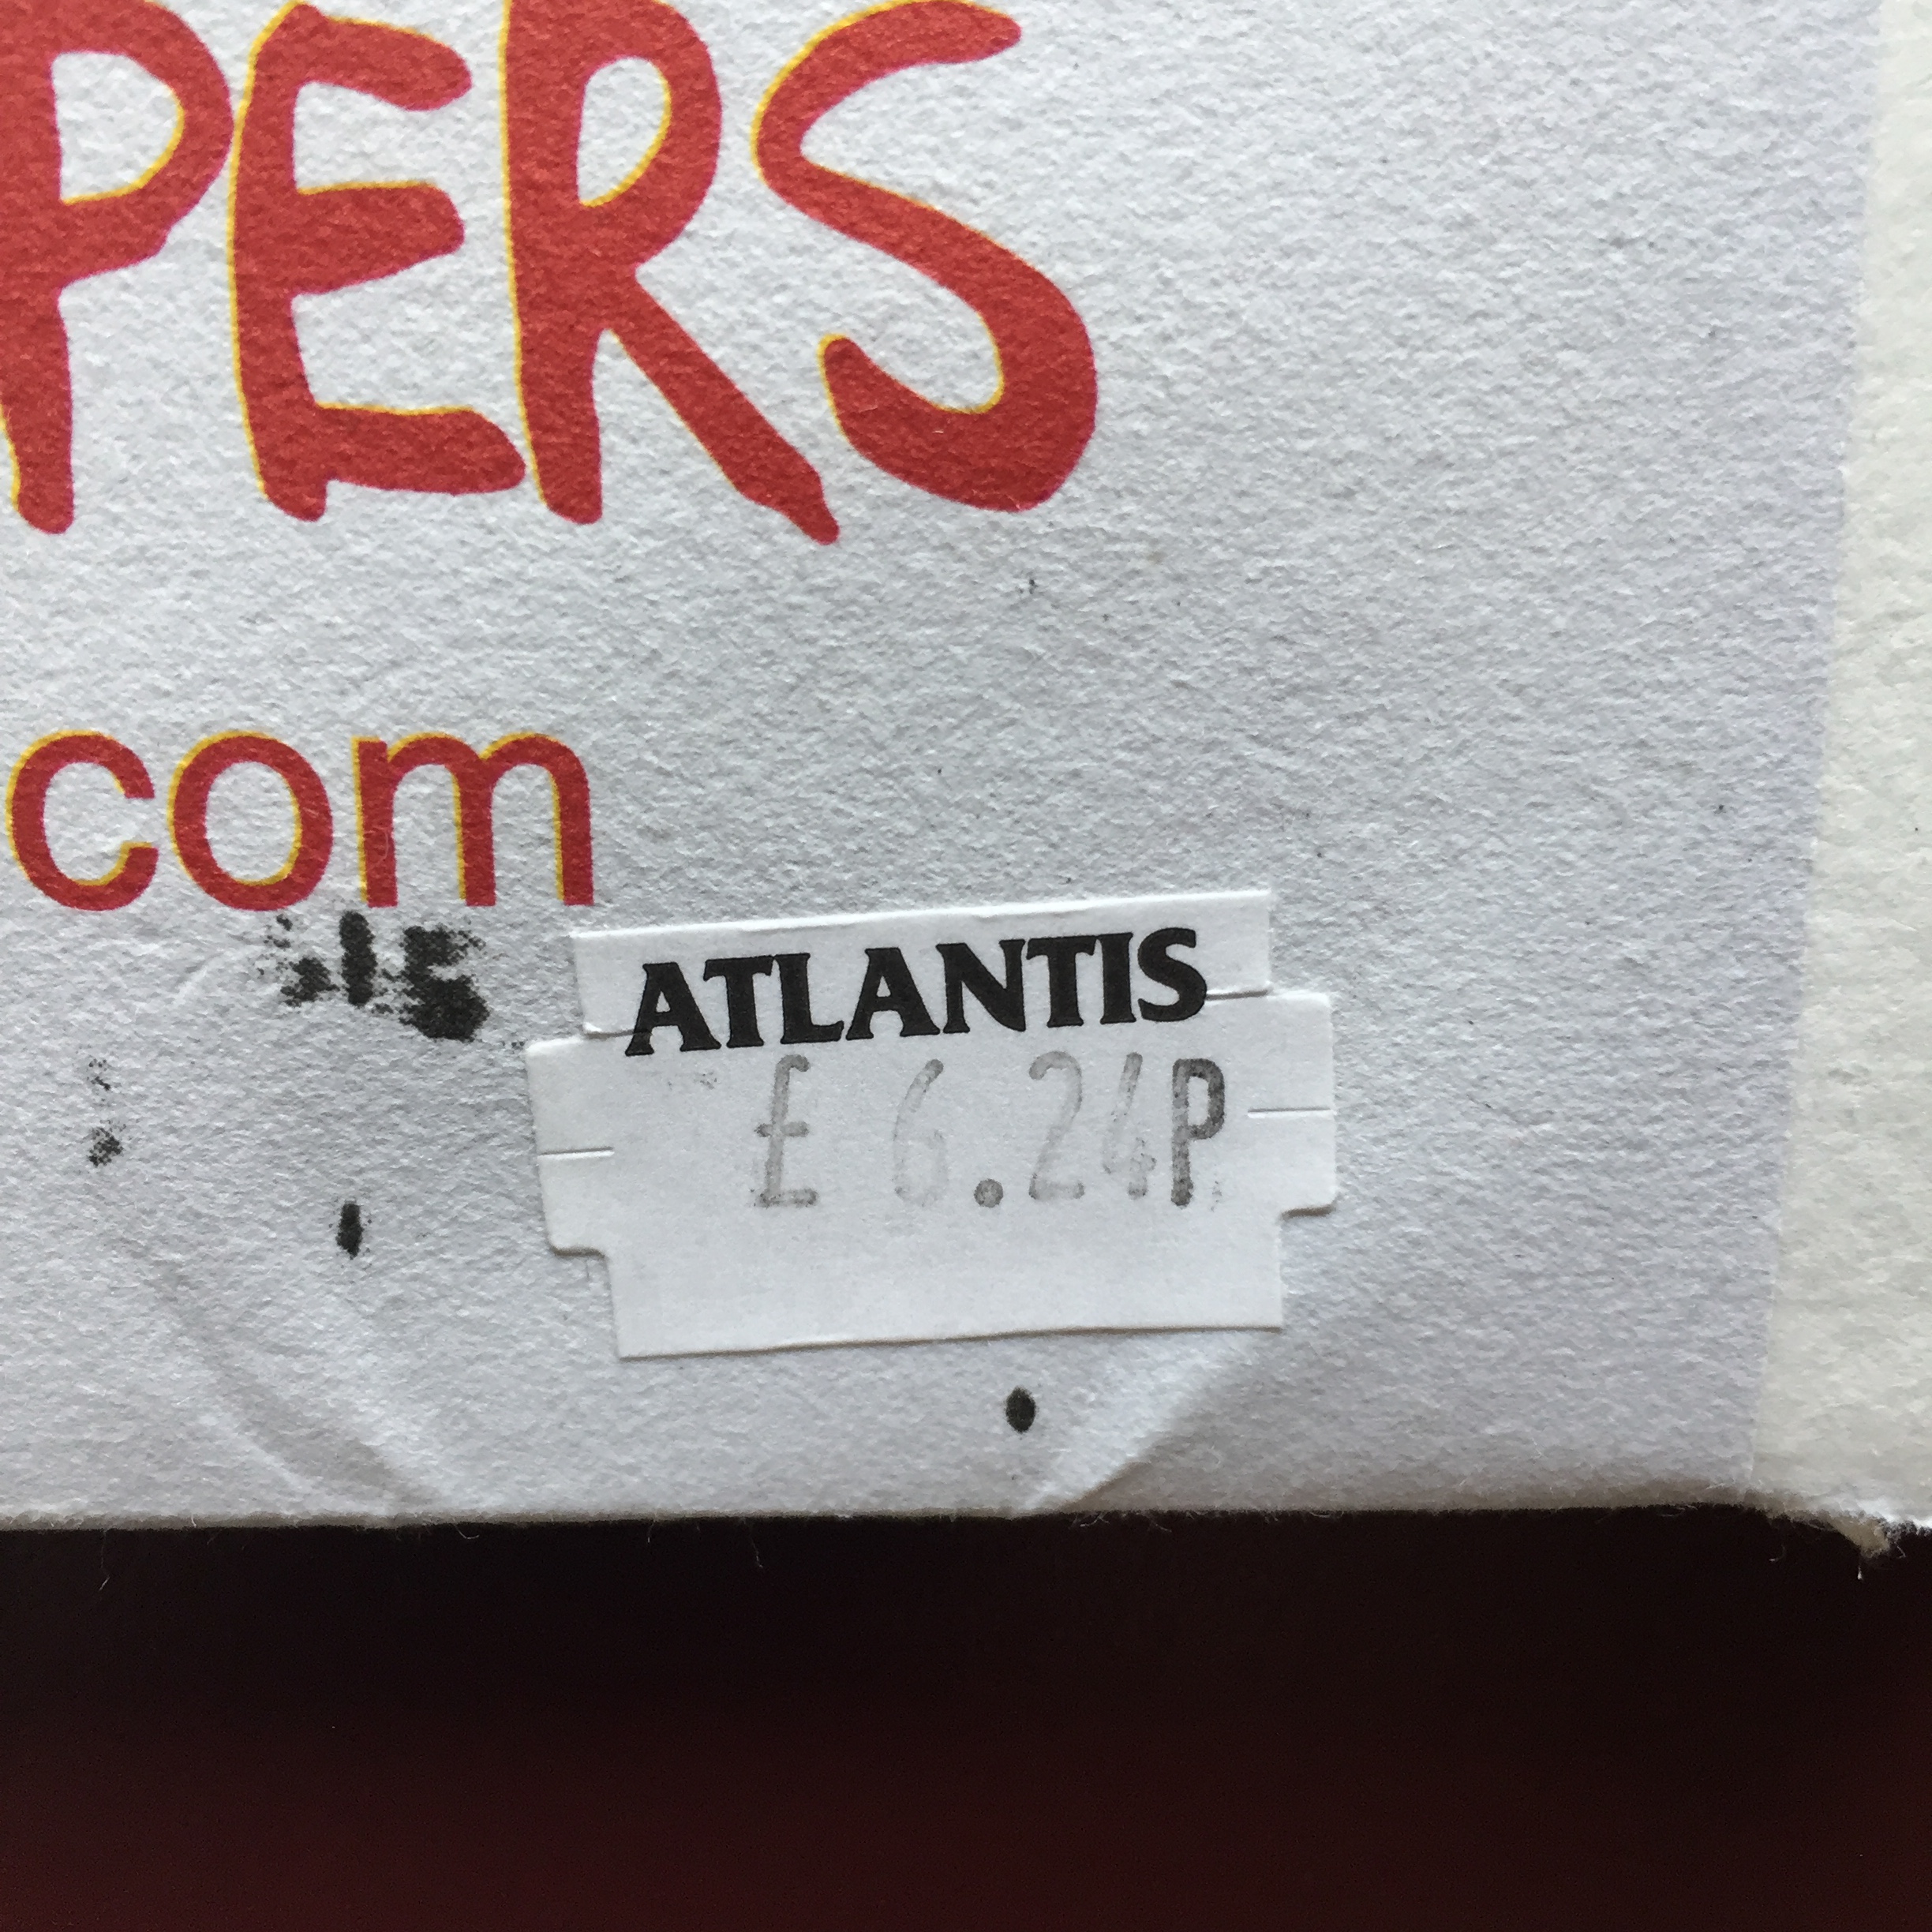 PERS
com
ATLANTIS
£ 6.24P